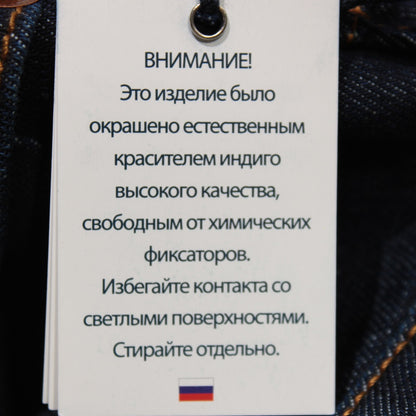 ВНИМАНИЕ!
Это изделие было
окрашено естественным
красителем индиго
высокого качества,
свободным от химических
фиксаторов.
Избегайте контакта со
светлыми поверхностями.
Стирайте отдельно.